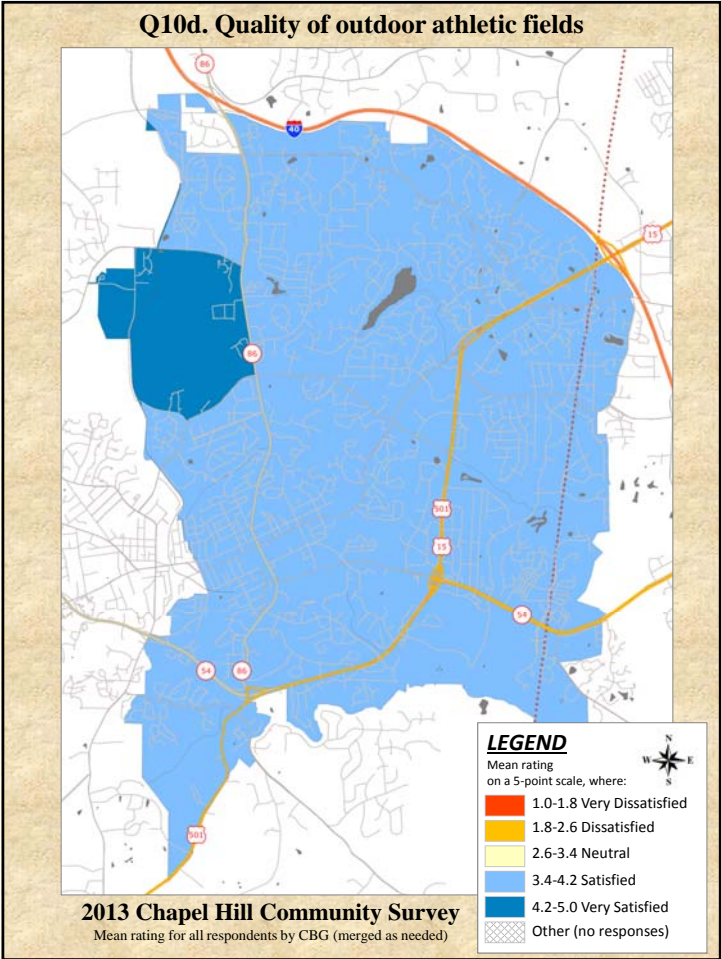 Q10d. Quality of outdoor athletic fields
86
40
15
86
501
15
54
54
86
501
LEGEND
Mean rating
on a 5-point scale, where:
N
W E
S
1.0-1.8 Very Dissatisfied
1.8-2.6 Dissatisfied
2.6-3.4 Neutral
3.4-4.2 Satisfied
4.2-5.0 Very Satisfied
Other (no responses)
2013 Chapel Hill Community Survey
Mean rating for all respondents by CBG (merged as needed)